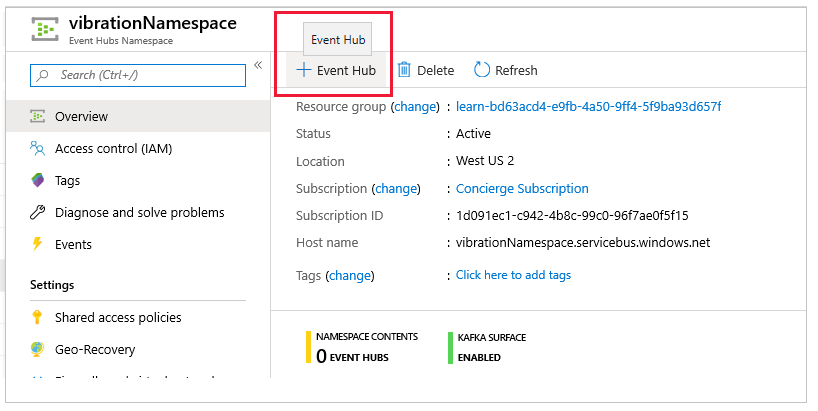 vibrationNamespace
Event Hubs Namespace
Event Hub
Search (Ctrl+/)
«
+ Event Hub
Delete
Refresh
Overview
Access control (IAM)
Tags
Diagnose and solve problems
Events
Settings
Shared access policies
Geo-Recovery
Resource group (change) : learn-bd63acd4-e9fb-4a50-9ff4-5f9ba93d657f
Status : Active
Location : West US 2
Subscription (change) : Concierge Subscription
Subscription ID : 1d091ec1-c942-4b8c-99c0-96f7ae0f5f15
Host name : vibrationNamespace.servicebus.windows.net
Tags (change) : Click here to add tags
NAMESPACE CONTENTS
0 EVENT HUBS
KAFKA SURFACE
ENABLED